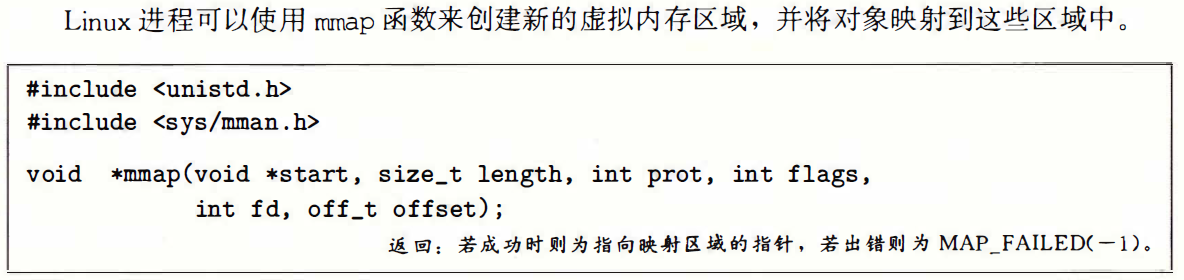 Linux 进程可以使用 mmap 函数来创建新的虚拟内存区域，并将对象映射到这些区域中。
#include <unistd.h>
#include <sys/mman.h>
void  *mmap(void *start, size_t length, int prot, int flags,
int fd, off_t offset);
返回：若成功时则为指向映射区域的指针，若出错则为 MAP_FAILED(－1)。